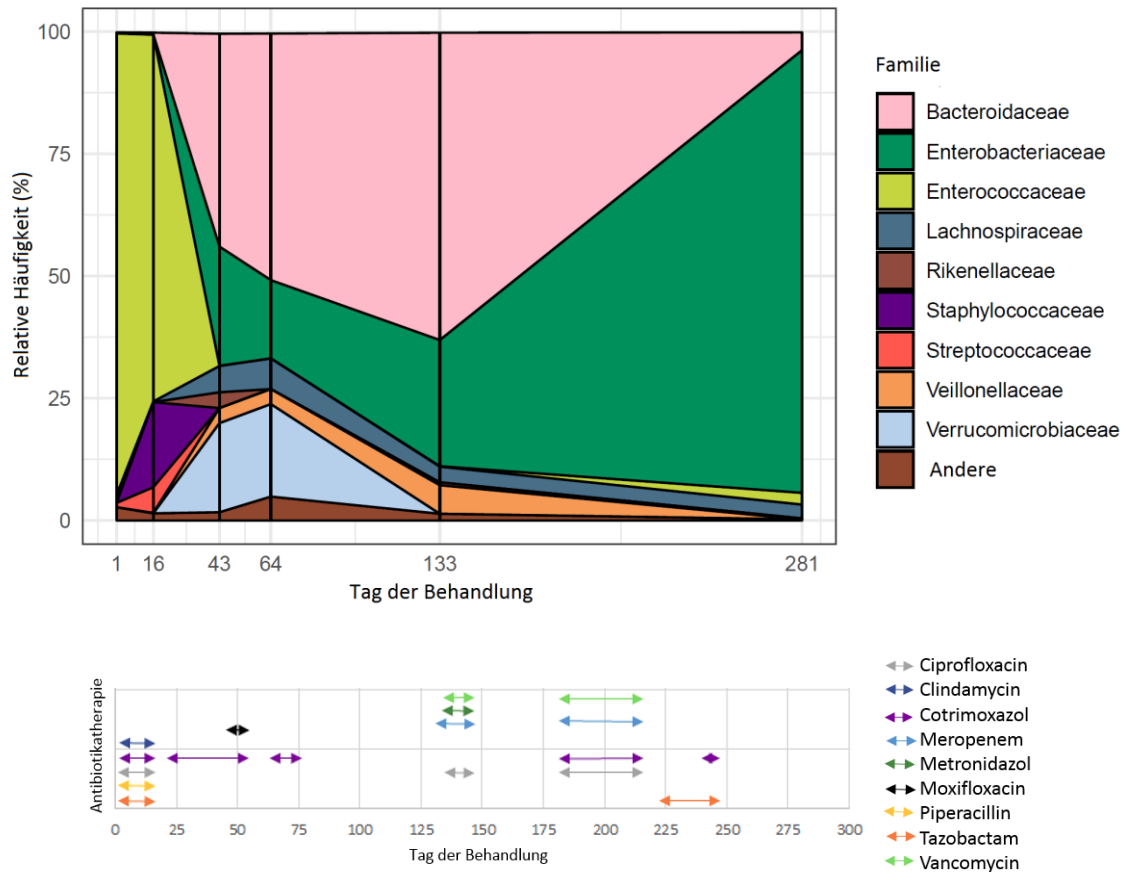 100
75
50
25
0
Relative Häufigkeit (%)
1 16 43 64 133 281
Tag der Behandlung
Familie
Bacteroidaceae
Enterobacteriaceae
Enterococcaceae
Lachnospiraceae
Rikenellaceae
Staphylococcaceae
Streptococcaceae
Veillonellaceae
Verrucomicrobiaceae
Andere
Antibiotikatherapie
0 25 50 75 100 125 150 175 200 225 250 275 300
Tag der Behandlung
Ciprofloxacin
Clindamycin
Cotrimoxazol
Meropenem
Metronidazol
Moxifloxacin
Piperacillin
Tazobactam
Vancomycin